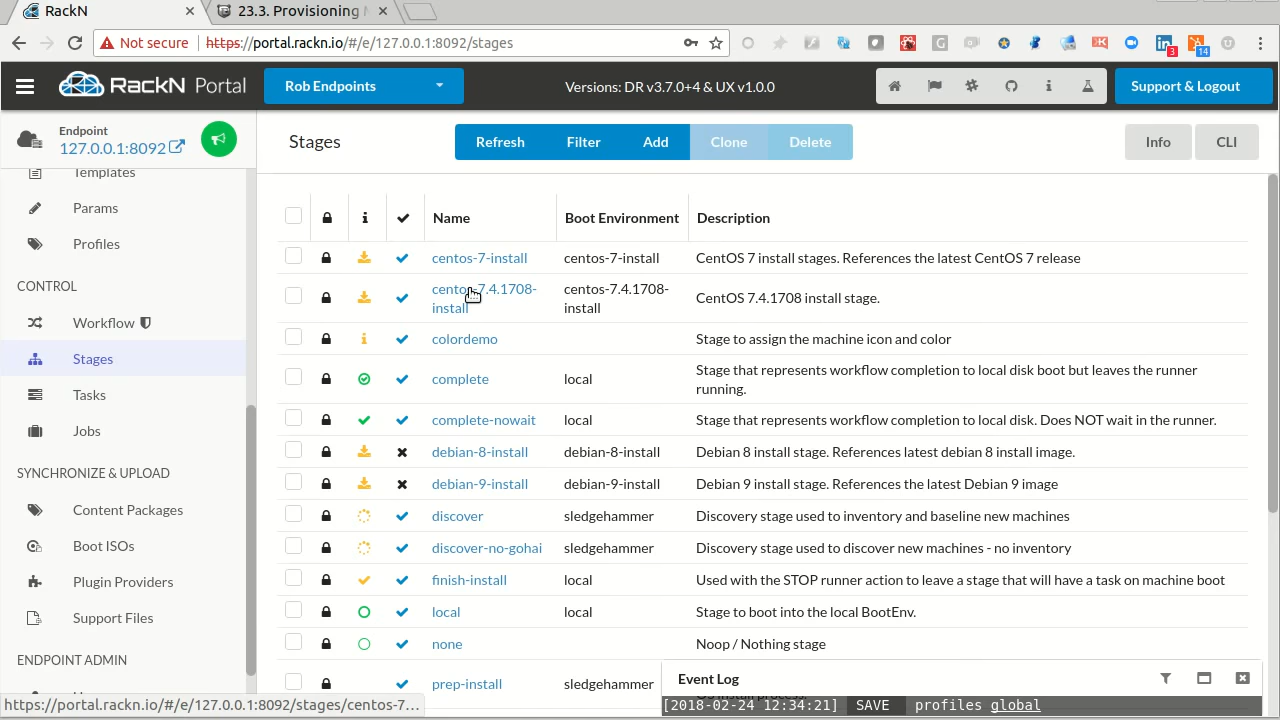 RackN
23.3. Provisioning
Not secure
https://portal.rackn.io/#/e/127.0.0.1:8092/stages
3
14
RackN Portal
Rob Endpoints
Versions: DR v3.7.0+4 & UX v1.0.0
Support & Logout
Endpoint
127.0.0.1:8092
Stages
Refresh
Filter
Add
Clone
Delete
Info
CLI
Templates
Params
Profiles
CONTROL
Workflow
Stages
Tasks
Jobs
SYNCHRONIZE & UPLOAD
Content Packages
Boot ISOs
Plugin Providers
Support Files
ENDPOINT ADMIN
Name Boot Environment Description
centos-7-install centos-7-install CentOS 7 install stages. References the latest CentOS 7 release
centos-7.4.1708- centos-7.4.1708- CentOS 7.4.1708 install stage.
install install
colordemo Stage to assign the machine icon and color
complete local Stage that represents workflow completion to local disk boot but leaves the runner
running.
complete-nowait local Stage that represents workflow completion to local disk. Does NOT wait in the runner.
debian-8-install debian-8-install Debian 8 install stage. References latest debian 8 install image.
debian-9-install debian-9-install Debian 9 install stage. References the latest Debian 9 image
discover sledgehammer Discovery stage used to inventory and baseline new machines
discover-no-gohai sledgehammer Discovery stage used to discover new machines - no inventory
finish-install local Used with the STOP runner action to leave a stage that will have a task on machine boot
local local Stage to boot into the local BootEnv.
none Noop / Nothing stage
prep-install sledgehammer
Event Log
[2018-02-24 12:34:21] SAVE profiles global
https://portal.rackn.io/#/e/127.0.0.1:8092/stages/centos-7...